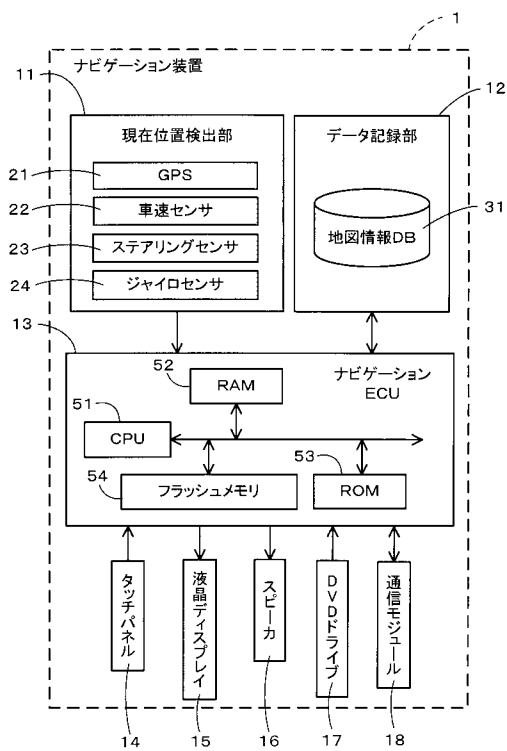 1
ナビゲーション装置
11
12
現在位置検出部
データ記録部
21
GPS
22
車速センサ
31
地図情報DB
23
ステアリングセンサ
24
ジャイロセンサ
13
52
RAM
ナビゲーション
ECU
51
CPU
54
フラッシュメモリ
53
ROM
タッチパネル
液晶ディスプレイ
スピーカ
DVDドライブ
通信モジュール
14
15
16
17
18